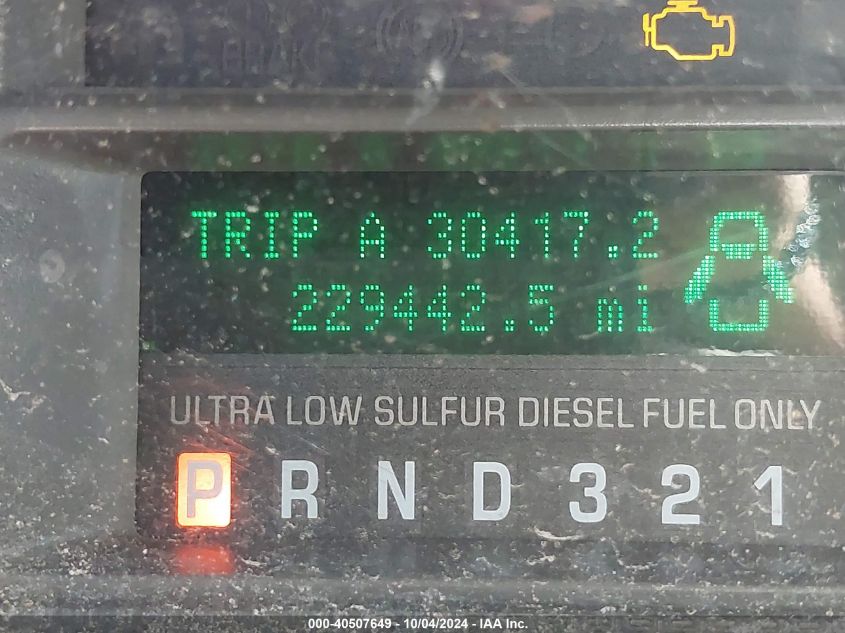 BRAKE
TRIP A 30417.2
229442.5 mi
ULTRA LOW SULFUR DIESEL FUEL ONLY
P R N D 3 2 1
000-40507649 - 10/04/2024 - IAA Inc.